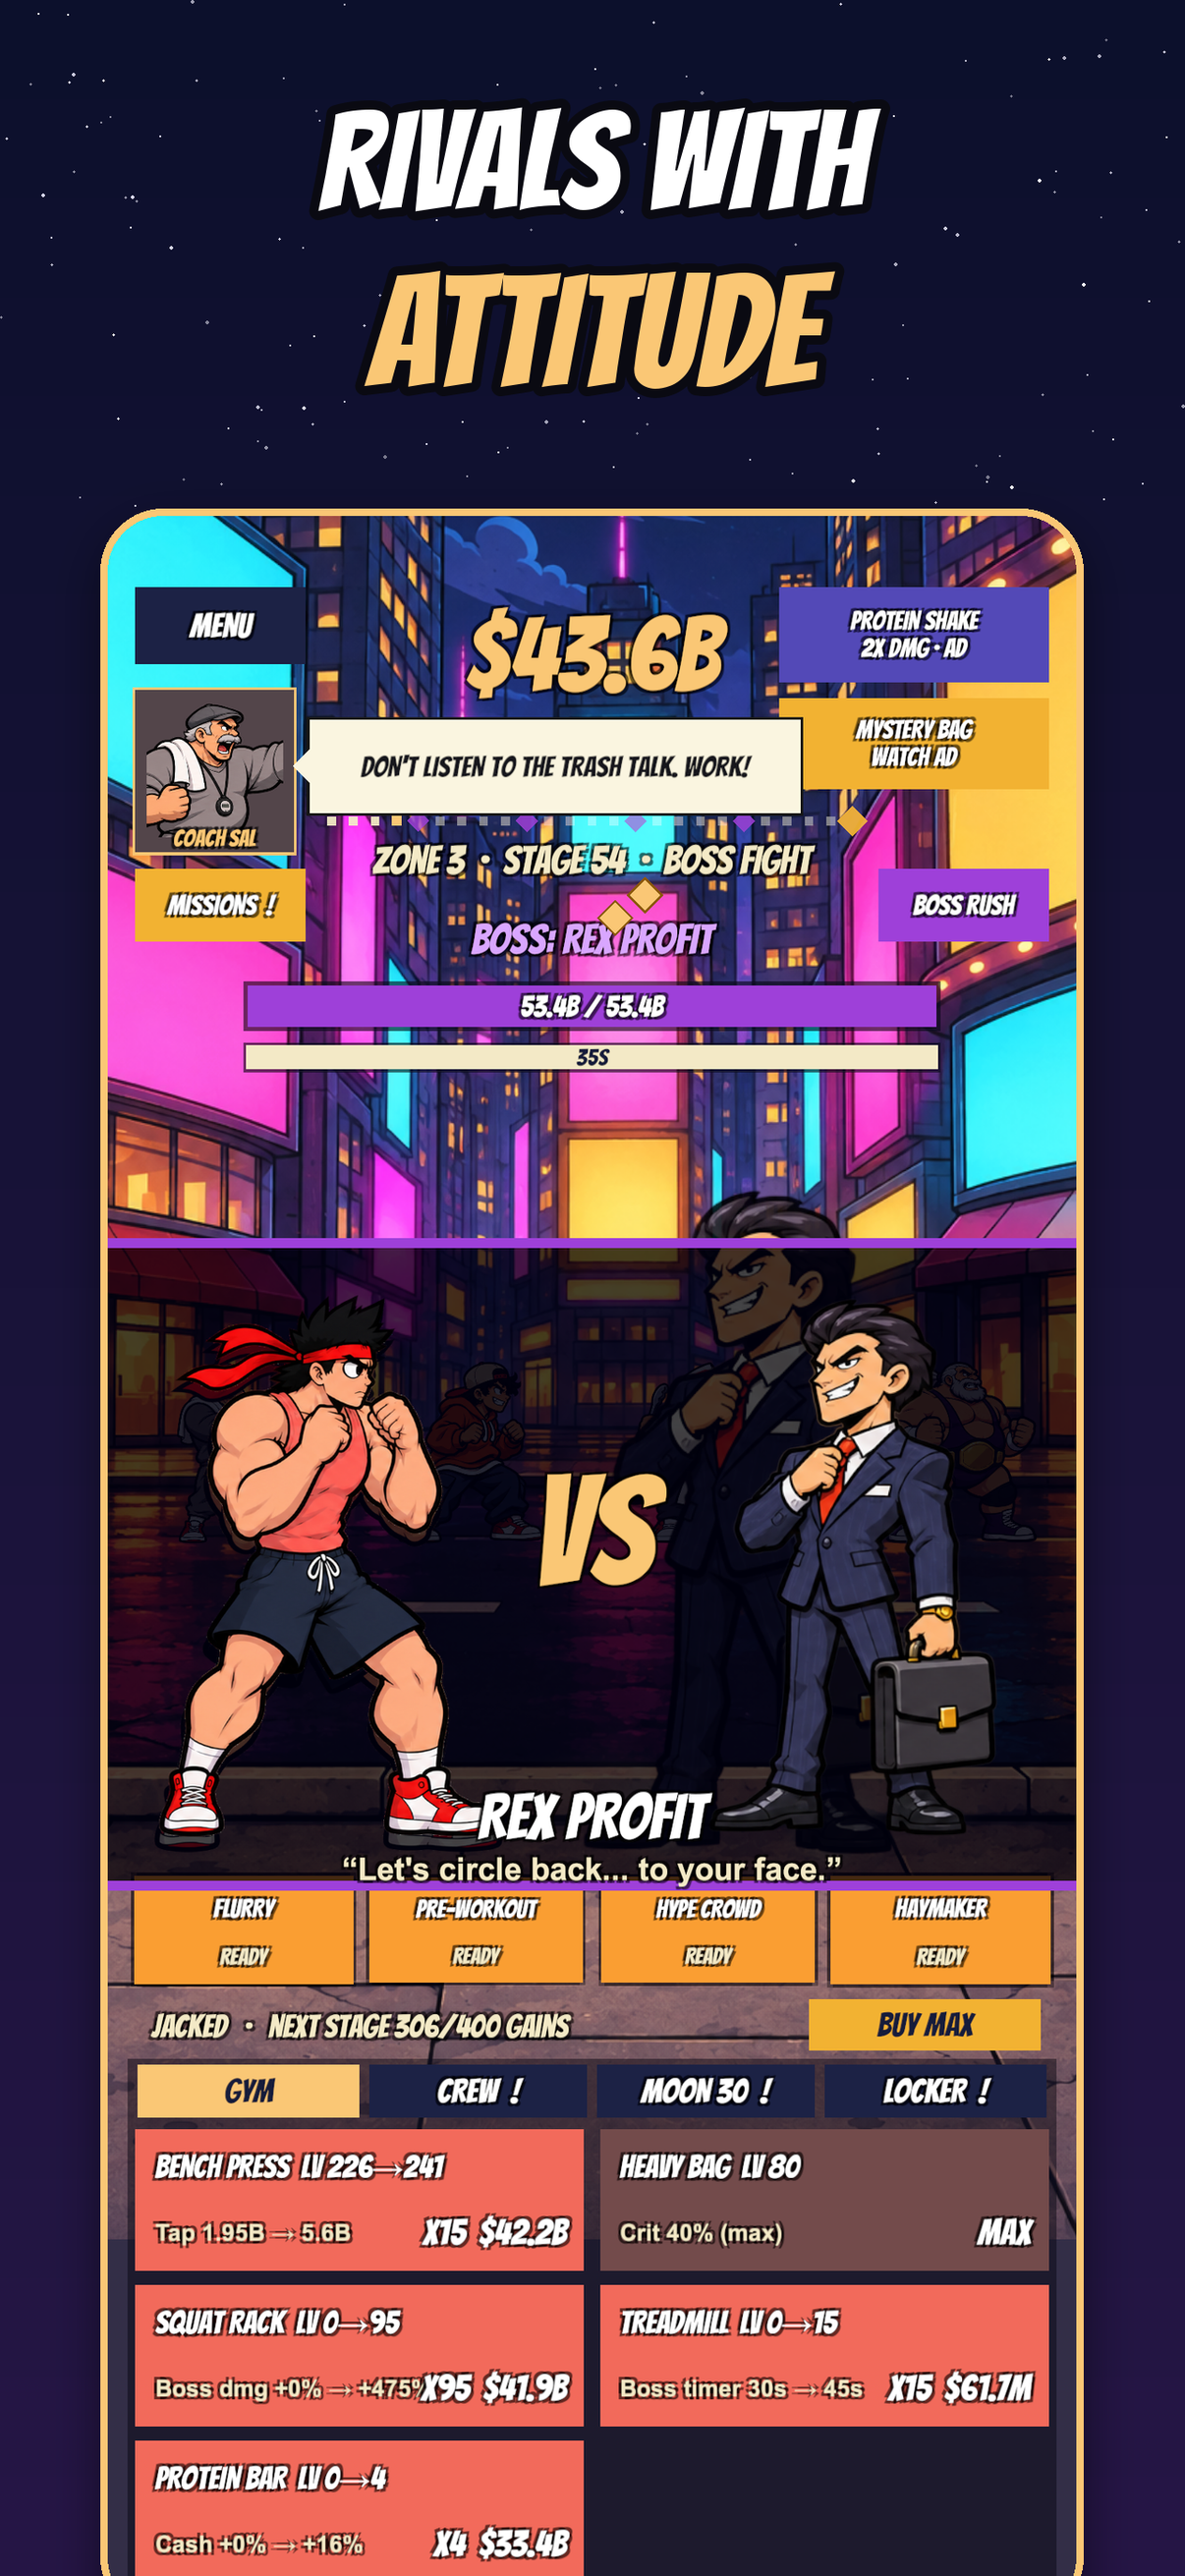 RIVALS WITH
ATTITUDE
MENU
$43.6B
PROTEIN SHAKE
2X DMG · AD
MYSTERY BAG
WATCH AD
DON'T LISTEN TO THE TRASH TALK. WORK!
COACH SAL
ZONE 3 · STAGE 54 · BOSS FIGHT
MISSIONS !
BOSS RUSH
BOSS: REX PROFIT
53.4B / 53.4B
35S
VS
REX PROFIT
“Let's circle back... to your face.”
FLURRY
READY
PRE-WORKOUT
READY
HYPE CROWD
READY
HAYMAKER
READY
JACKED · NEXT STAGE 306/400 GAINS
BUY MAX
GYM
CREW !
MOON 30 !
LOCKER !
BENCH PRESS LV 226→241
Tap 1.95B → 5.6B
X15 $42.2B
HEAVY BAG LV 80
Crit 40% (max)
MAX
SQUAT RACK LV 0→95
Boss dmg +0% → +475%
X95 $41.9B
TREADMILL LV 0→15
Boss timer 30s → 45s
X15 $61.7M
PROTEIN BAR LV 0→4
Cash +0% → +16%
X4 $33.4B